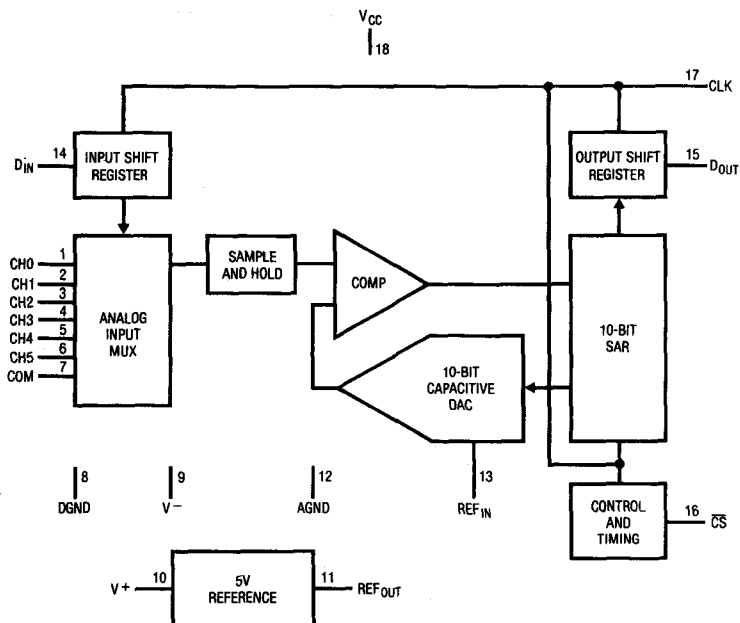 VCC
18
17
CLK
14
DIN
INPUT SHIFT
REGISTER
OUTPUT SHIFT
REGISTER
15
DOUT
CH0 1
CH1 2
CH2 3
CH3 4
CH4 5
CH5 6
COM 7
ANALOG
INPUT
MUX
SAMPLE
AND HOLD
COMP
10-BIT
SAR
10-BIT
CAPACITIVE
DAC
8
DGND
9
V−
12
AGND
13
REFIN
CONTROL
AND
TIMING
16
CS
V+
10
5V
REFERENCE
11
REFOUT